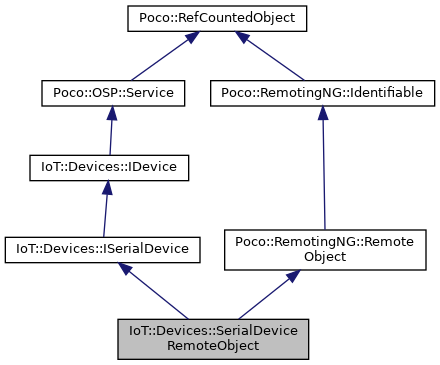 Poco::RefCountedObject
Poco::OSP::Service
Poco::RemotingNG::Identifiable
IoT::Devices::IDevice
IoT::Devices::ISerialDevice
Poco::RemotingNG::Remote
Object
IoT::Devices::SerialDevice
RemoteObject